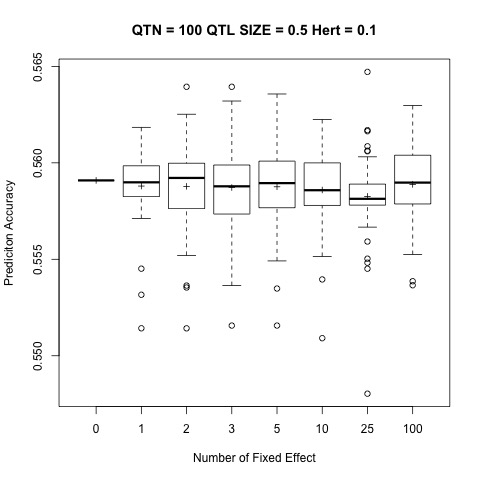 QTN = 100 QTL SIZE = 0.5 Hert = 0.1
0.565
0.560
0.555
0.550
Prediciton Accuracy
0 1 2 3 5 10 25 100
Number of Fixed Effect